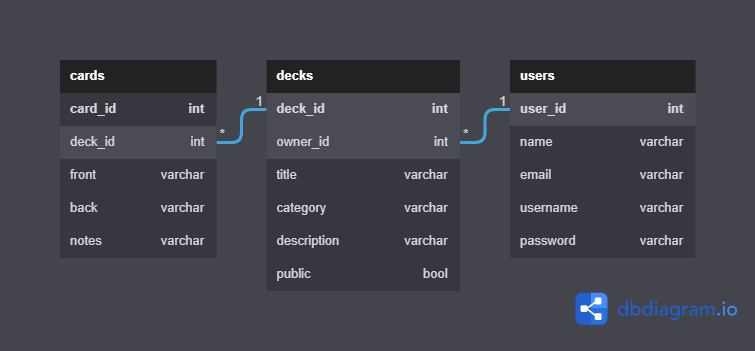 cards
card_id int
deck_id int
front varchar
back varchar
notes varchar
* 1
decks
deck_id int
owner_id int
title varchar
category varchar
description varchar
public bool
* 1
users
user_id int
name varchar
email varchar
username varchar
password varchar
dbdiagram.io